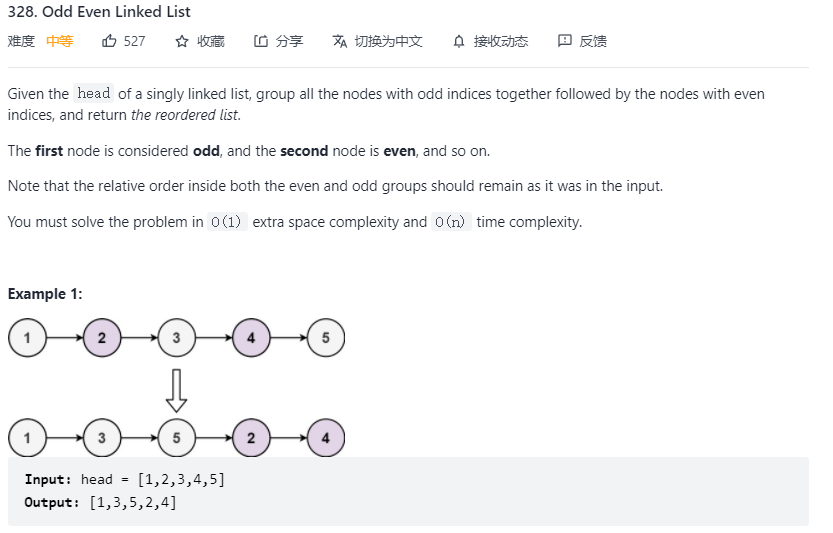 328. Odd Even Linked List
难度 中等 527 收藏 分享 切换为中文 接收动态 反馈
Given the head of a singly linked list, group all the nodes with odd indices together followed by the nodes with even
indices, and return the reordered list.
The first node is considered odd, and the second node is even, and so on.
Note that the relative order inside both the even and odd groups should remain as it was in the input.
You must solve the problem in O(1) extra space complexity and O(n) time complexity.
Example 1:
1 2 3 4 5
1 3 5 2 4
Input: head = [1,2,3,4,5]
Output: [1,3,5,2,4]